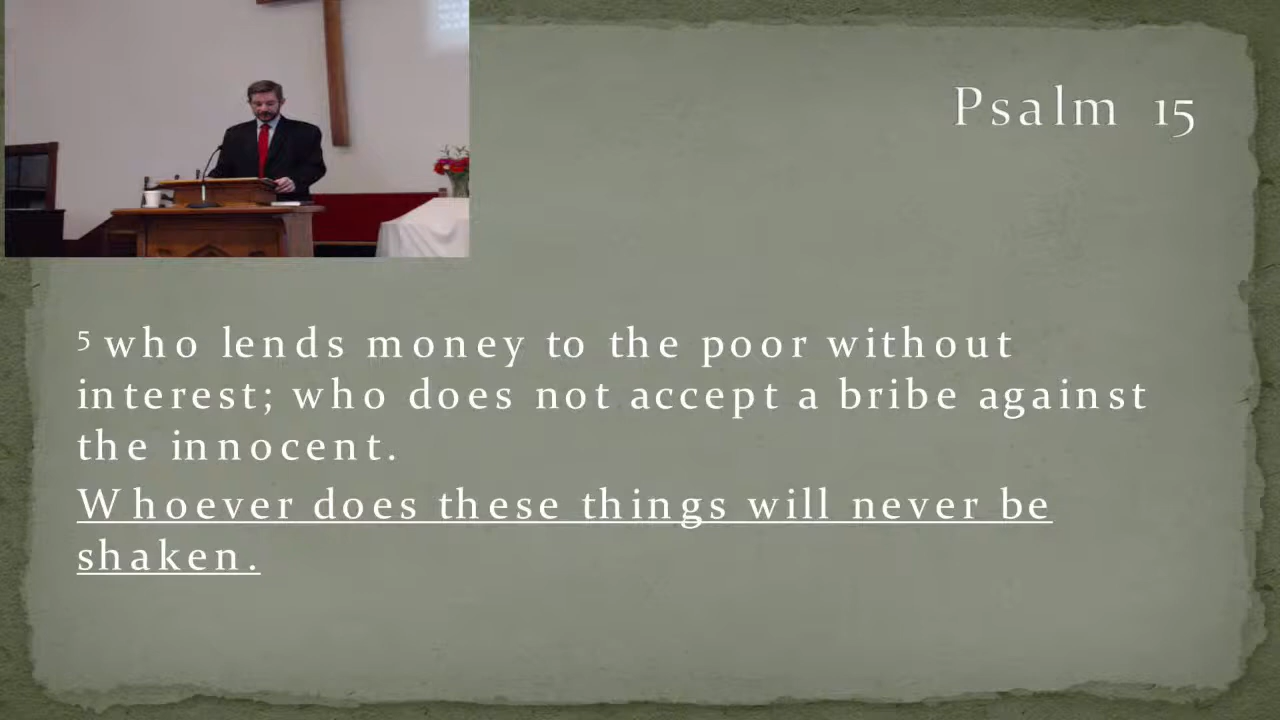 Psalm 15
5 who lends money to the poor without
interest; who does not accept a bribe against
the innocent.
Whoever does these things will never be
shaken.